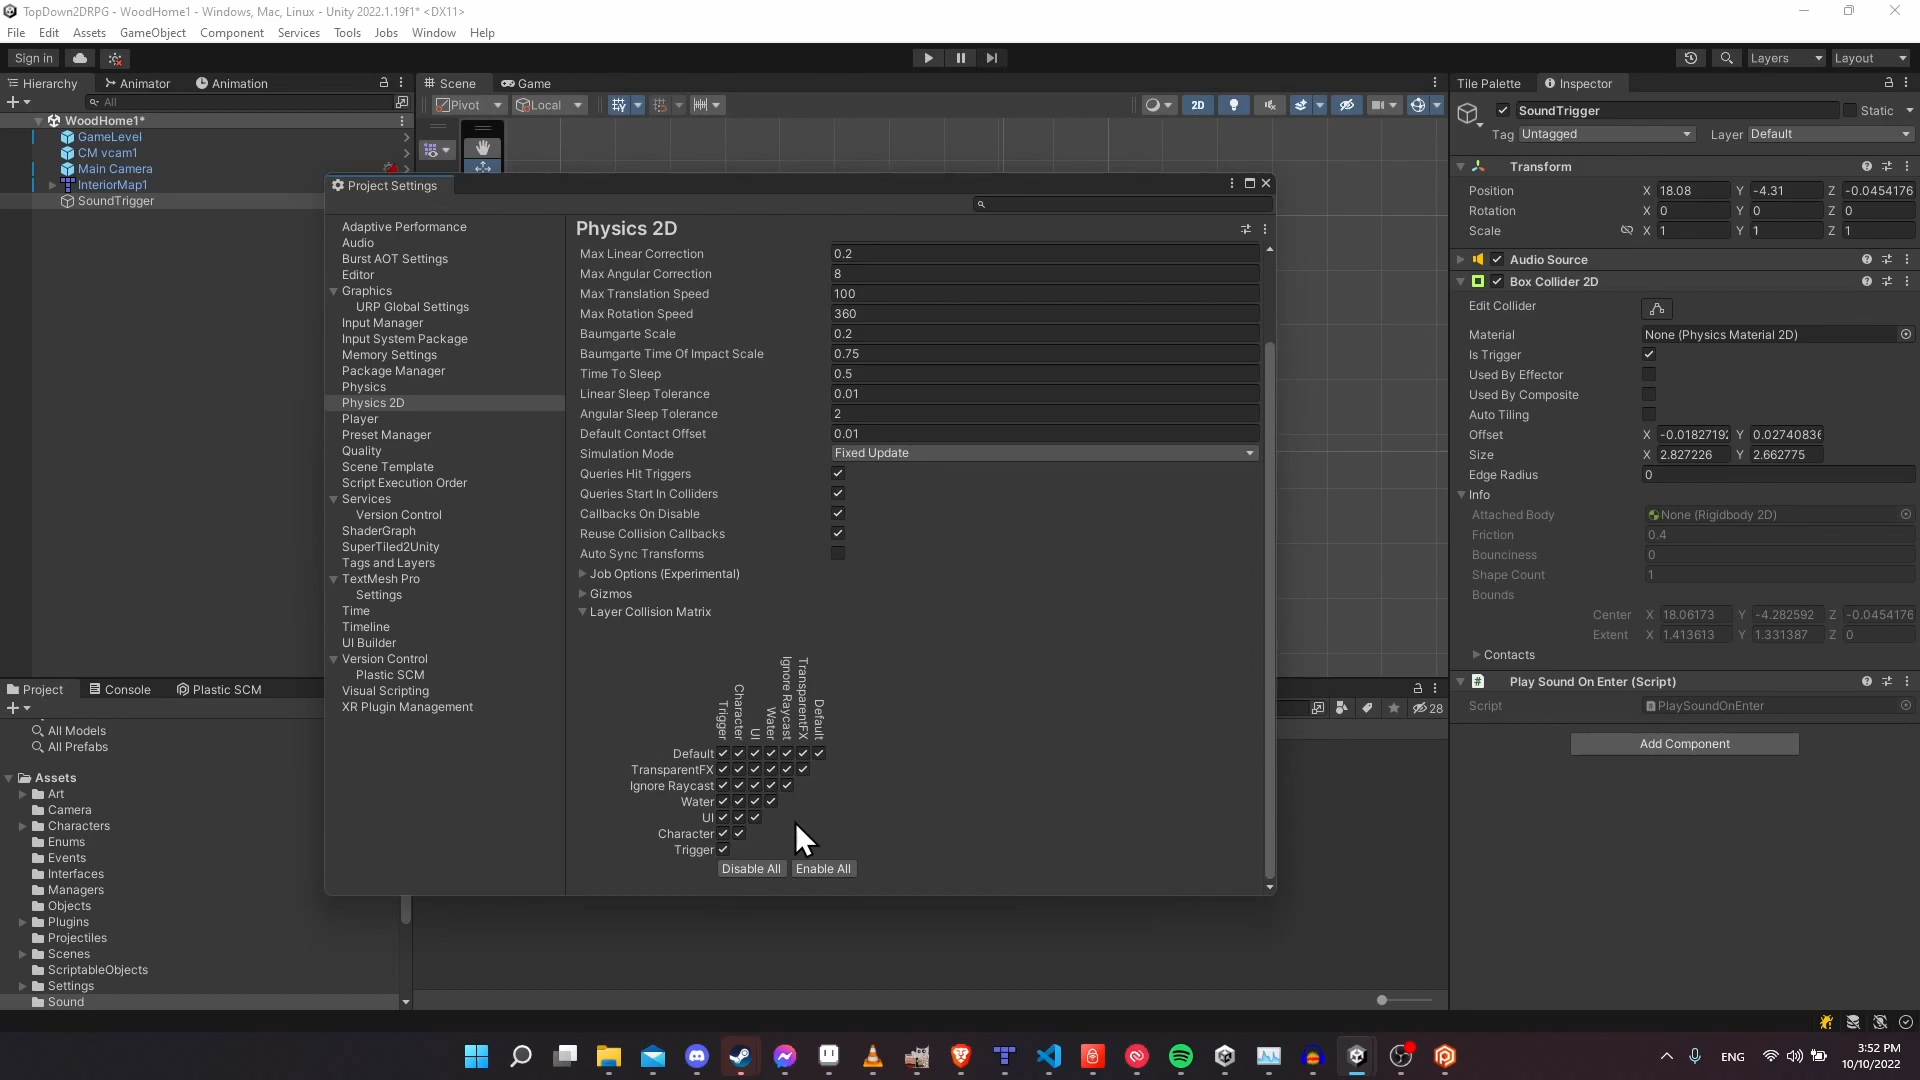 TopDown2DRPG - WoodHome1 - Windows, Mac, Linux - Unity 2022.1.19f1* <DX11>
File Edit Assets GameObject Component Services Tools Jobs Window Help
Sign in
Layers Layout
Hierarchy Animator Animation
Scene Game
Tile Palette Inspector
All
Pivot Local 2D
WoodHome1*
GameLevel
CM vcam1
Main Camera
InteriorMap1
SoundTrigger
SoundTrigger Static
Tag Untagged Layer Default
Transform
Position X 18.08 Y -4.31 Z -0.0454176
Rotation X 0 Y 0 Z 0
Scale X 1 Y 1 Z 1
Audio Source
Box Collider 2D
Edit Collider
Material None (Physics Material 2D)
Is Trigger
Used By Effector
Used By Composite
Auto Tiling
Offset X -0.0182719 Y 0.0274083
Size X 2.827226 Y 2.662775
Edge Radius 0
Info
Attached Body None (Rigidbody 2D)
Friction 0.4
Bounciness 0
Shape Count 1
Bounds
Center X 18.06173 Y -4.282592 Z -0.0454176
Extent X 1.413613 Y 1.331387 Z 0
Contacts
Play Sound On Enter (Script)
Script PlaySoundOnEnter
Add Component
Project Settings
Adaptive Performance
Audio
Burst AOT Settings
Editor
Graphics
URP Global Settings
Input Manager
Input System Package
Memory Settings
Package Manager
Physics
Physics 2D
Player
Preset Manager
Quality
Scene Template
Script Execution Order
Services
Version Control
ShaderGraph
SuperTiled2Unity
Tags and Layers
TextMesh Pro
Settings
Time
Timeline
UI Builder
Version Control
Plastic SCM
Visual Scripting
XR Plugin Management
Physics 2D
Max Linear Correction 0.2
Max Angular Correction 8
Max Translation Speed 100
Max Rotation Speed 360
Baumgarte Scale 0.2
Baumgarte Time Of Impact Scale 0.75
Time To Sleep 0.5
Linear Sleep Tolerance 0.01
Angular Sleep Tolerance 2
Default Contact Offset 0.01
Simulation Mode Fixed Update
Queries Hit Triggers
Queries Start In Colliders
Callbacks On Disable
Reuse Collision Callbacks
Auto Sync Transforms
Job Options (Experimental)
Gizmos
Layer Collision Matrix
Trigger Character UI Water Ignore Raycast TransparentFX Default
Default
TransparentFX
Ignore Raycast
Water
UI
Character
Trigger
Disable All Enable All
Project Console Plastic SCM
28
All Models
All Prefabs
Assets
Art
Camera
Characters
Enums
Events
Interfaces
Managers
Objects
Plugins
Projectiles
Scenes
ScriptableObjects
Settings
Sound
ENG
3:52 PM
10/10/2022